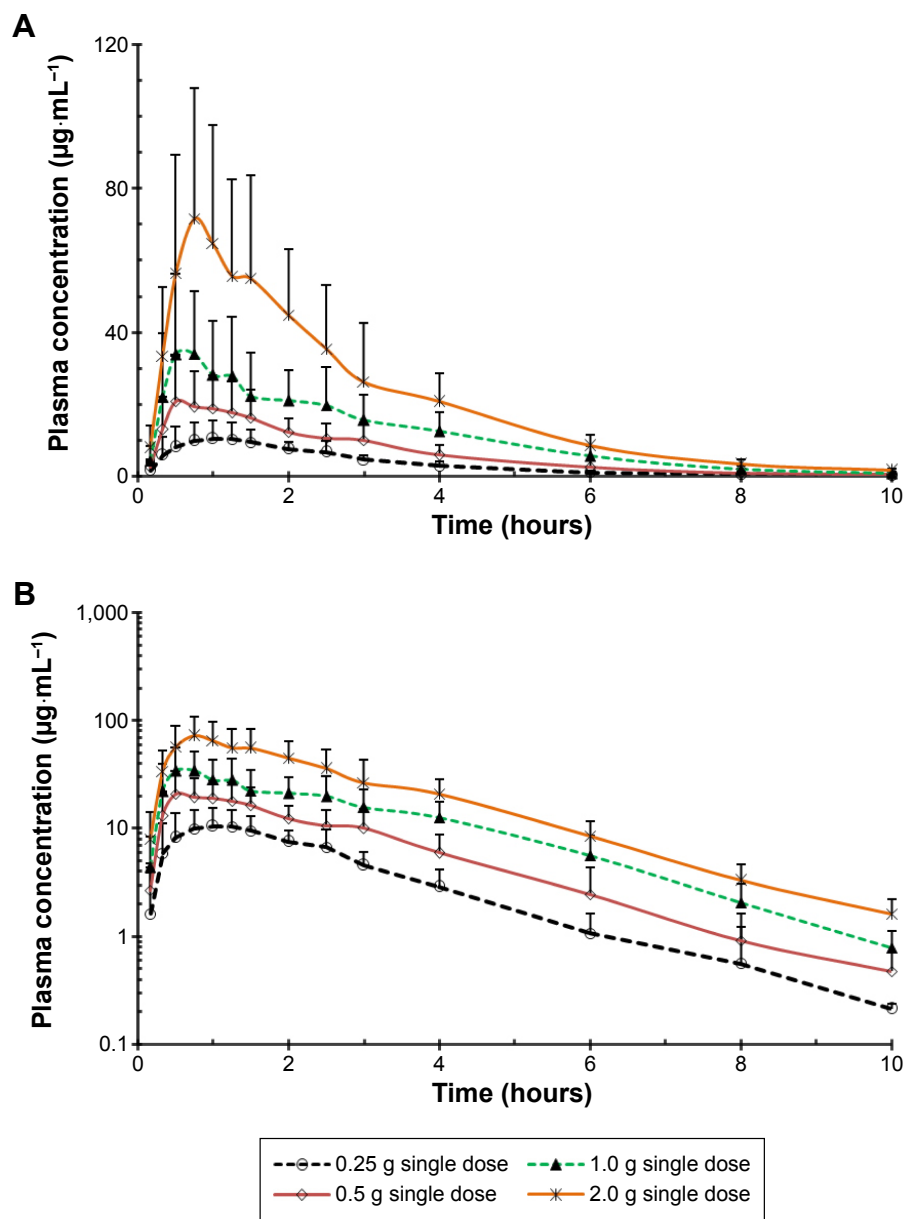 A
Plasma concentration (µg·mL⁻¹)
120
80
40
0
0 2 4 6 8 10
Time (hours)
B
Plasma concentration (µg·mL⁻¹)
1,000
100
10
1
0.1
0 2 4 6 8 10
Time (hours)
0.25 g single dose 1.0 g single dose
0.5 g single dose 2.0 g single dose